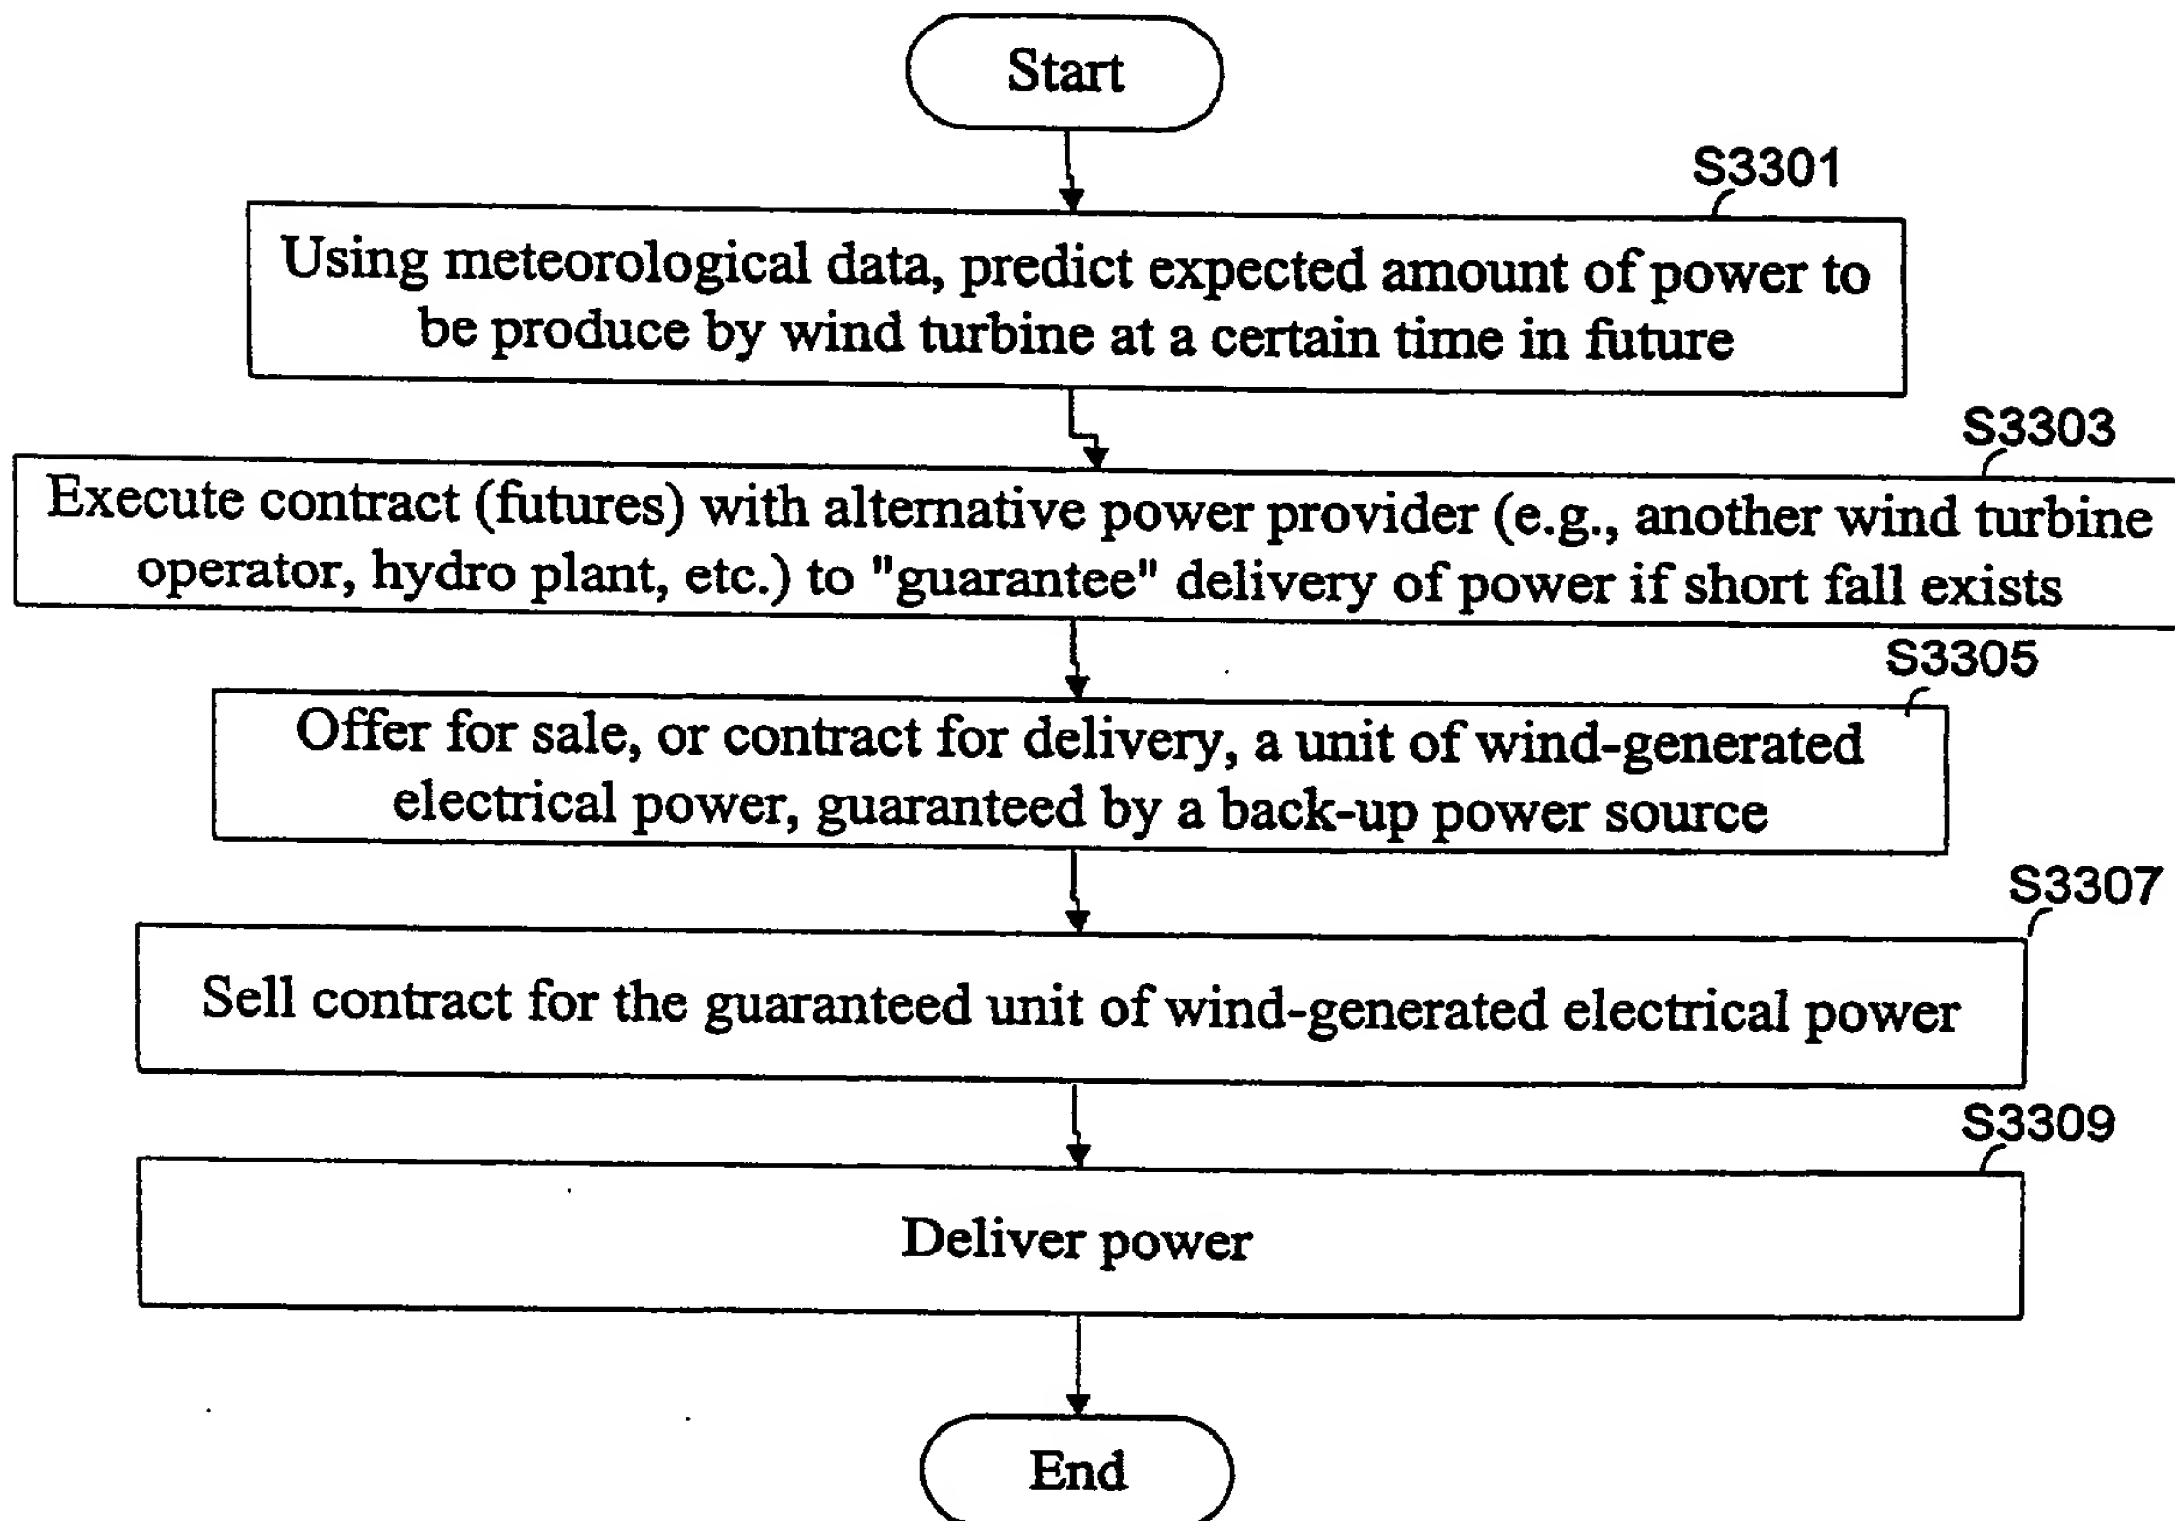 Start
S3301
Using meteorological data, predict expected amount of power to
be produce by wind turbine at a certain time in future
S3303
Execute contract (futures) with alternative power provider (e.g., another wind turbine
operator, hydro plant, etc.) to "guarantee" delivery of power if short fall exists
S3305
Offer for sale, or contract for delivery, a unit of wind-generated
electrical power, guaranteed by a back-up power source
S3307
Sell contract for the guaranteed unit of wind-generated electrical power
S3309
Deliver power
End